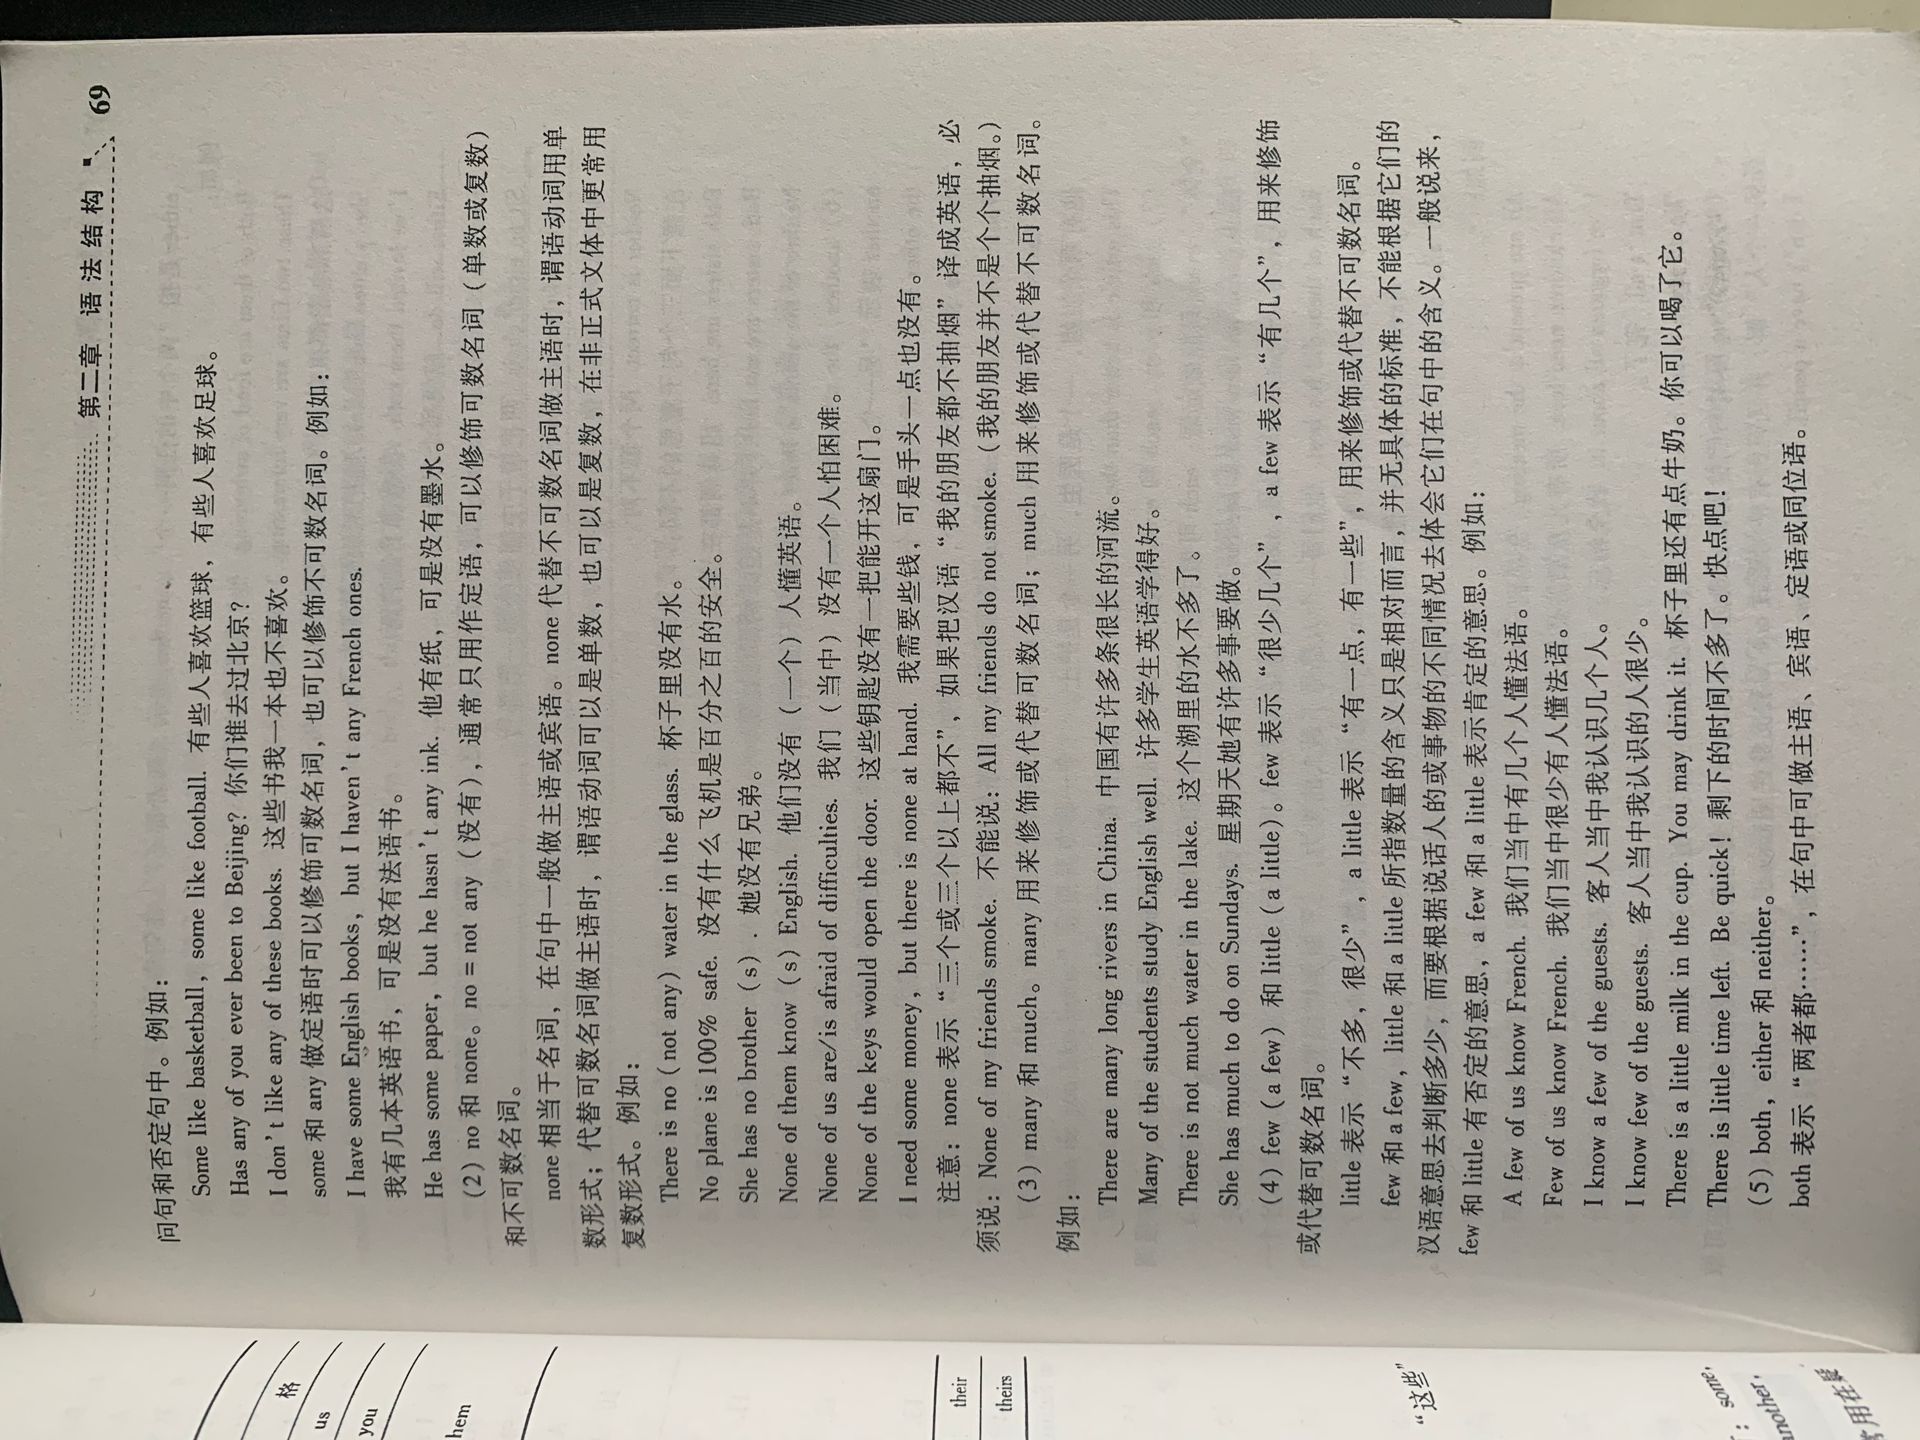 第二章 语法结构 69
问句和否定句中。例如：
Some like basketball, some like football. 有些人喜欢篮球，有些人喜欢足球。
Has any of you ever been to Beijing? 你们谁去过北京？
I don't like any of these books. 这些书我一本也不喜欢。
some 和 any 做定语时可以修饰可数名词，也可以修饰不可数名词。例如：
I have some English books, but I haven't any French ones.
我有几本英语书，可是没有法语书。
He has some paper, but he hasn't any ink. 他有纸，可是没有墨水。
(2) no 和 none。no = not any（没有），通常只用作定语，可以修饰可数名词（单数或复数）
和不可数名词。
none 相当于名词，在句中一般做主语或宾语。none 代替不可数名词做主语时，谓语动词用单
数形式；代替可数名词做主语时，谓语动词可以是单数，也可以是复数，在非正式文体中更常用
复数形式。例如：
There is no (not any) water in the glass. 杯子里没有水。
No plane is 100% safe. 没有什么飞机是百分之百的安全。
She has no brother (s). 她没有兄弟。
None of them know (s) English. 他们没有（一个）人懂英语。
None of us are/is afraid of difficulties. 我们（当中）没有一个人怕困难。
None of the keys would open the door. 这些钥匙没有一把能开这扇门。
I need some money, but there is none at hand. 我需要些钱，可是手头一点也没有。
注意：none 表示“三个或三个以上都不”，如果把汉语“我的朋友都不抽烟”译成英语，必
须说：None of my friends smoke. 不能说：All my friends do not smoke.（我的朋友并不是个个抽烟。）
(3) many 和 much。many 用来修饰或代替可数名词；much 用来修饰或代替不可数名词。
例如：
There are many long rivers in China. 中国有许多条很长的河流。
Many of the students study English well. 许多学生英语学得好。
There is not much water in the lake. 这个湖里的水不多了。
She has much to do on Sundays. 星期天她有许多事要做。
(4) few (a few) 和 little (a little)。few 表示“很少几个”，a few 表示“有几个”，用来修饰
或代替可数名词。
little 表示“不多，很少”，a little 表示“有一点，有一些”，用来修饰或代替不可数名词。
few 和 a few，little 和 a little 所指数量的含义只是相对而言，并无具体的标准，不能根据它们的
汉语意思去判断多少，而要根据说话人的或事物的不同情况去体会它们在句中的含义。一般说来，
few 和 little 有否定的意思，a few 和 a little 表示肯定的意思。例如：
A few of us know French. 我们当中有几个人懂法语。
Few of us know French. 我们当中很少有人懂法语。
I know a few of the guests. 客人当中我认识几个人。
I know few of the guests. 客人当中我认识的人很少。
There is a little milk in the cup. You may drink it. 杯子里还有点牛奶。你可以喝了它。
There is little time left. Be quick! 剩下的时间不多了。快点吧！
(5) both, either 和 neither。
both 表示“两者都……”，在句中可做主语、宾语、定语或同位语。
格
us
you
their
theirs
“这些”
: some,
another,
常用在疑